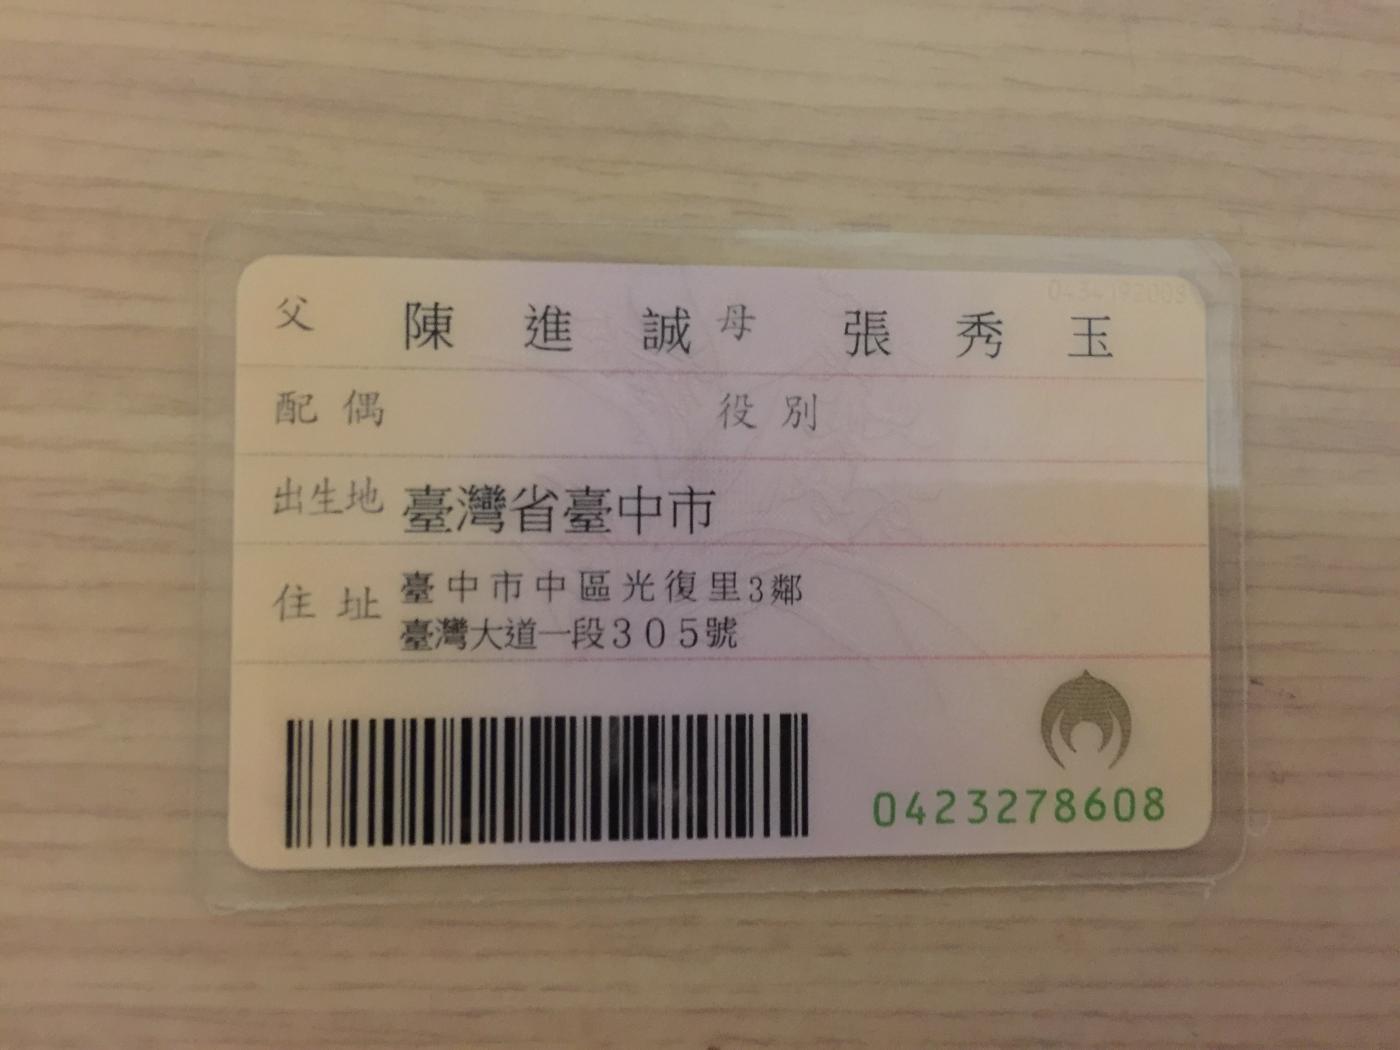 父 陳進誠 母 張秀玉
配偶 役別
出生地 臺灣省臺中市
住址 臺中市中區光復里3鄰
臺灣大道一段305號
0423278608